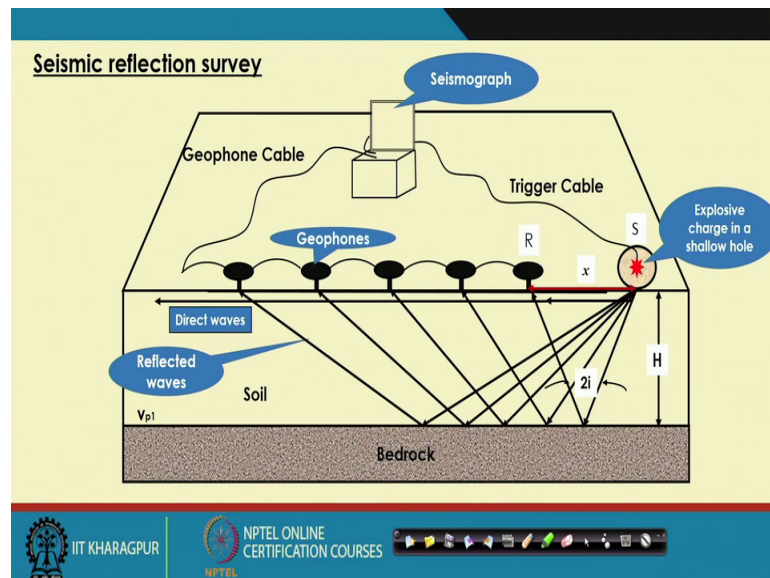 Seismic reflection survey
Seismograph
Geophone Cable
Trigger Cable
Explosive
charge in a
shallow hole
Geophones
R
S
x
Direct waves
Reflected
waves
2i
H
Soil
Vp1
Bedrock
IIT KHARAGPUR
NPTEL ONLINE
CERTIFICATION COURSES
NPTEL